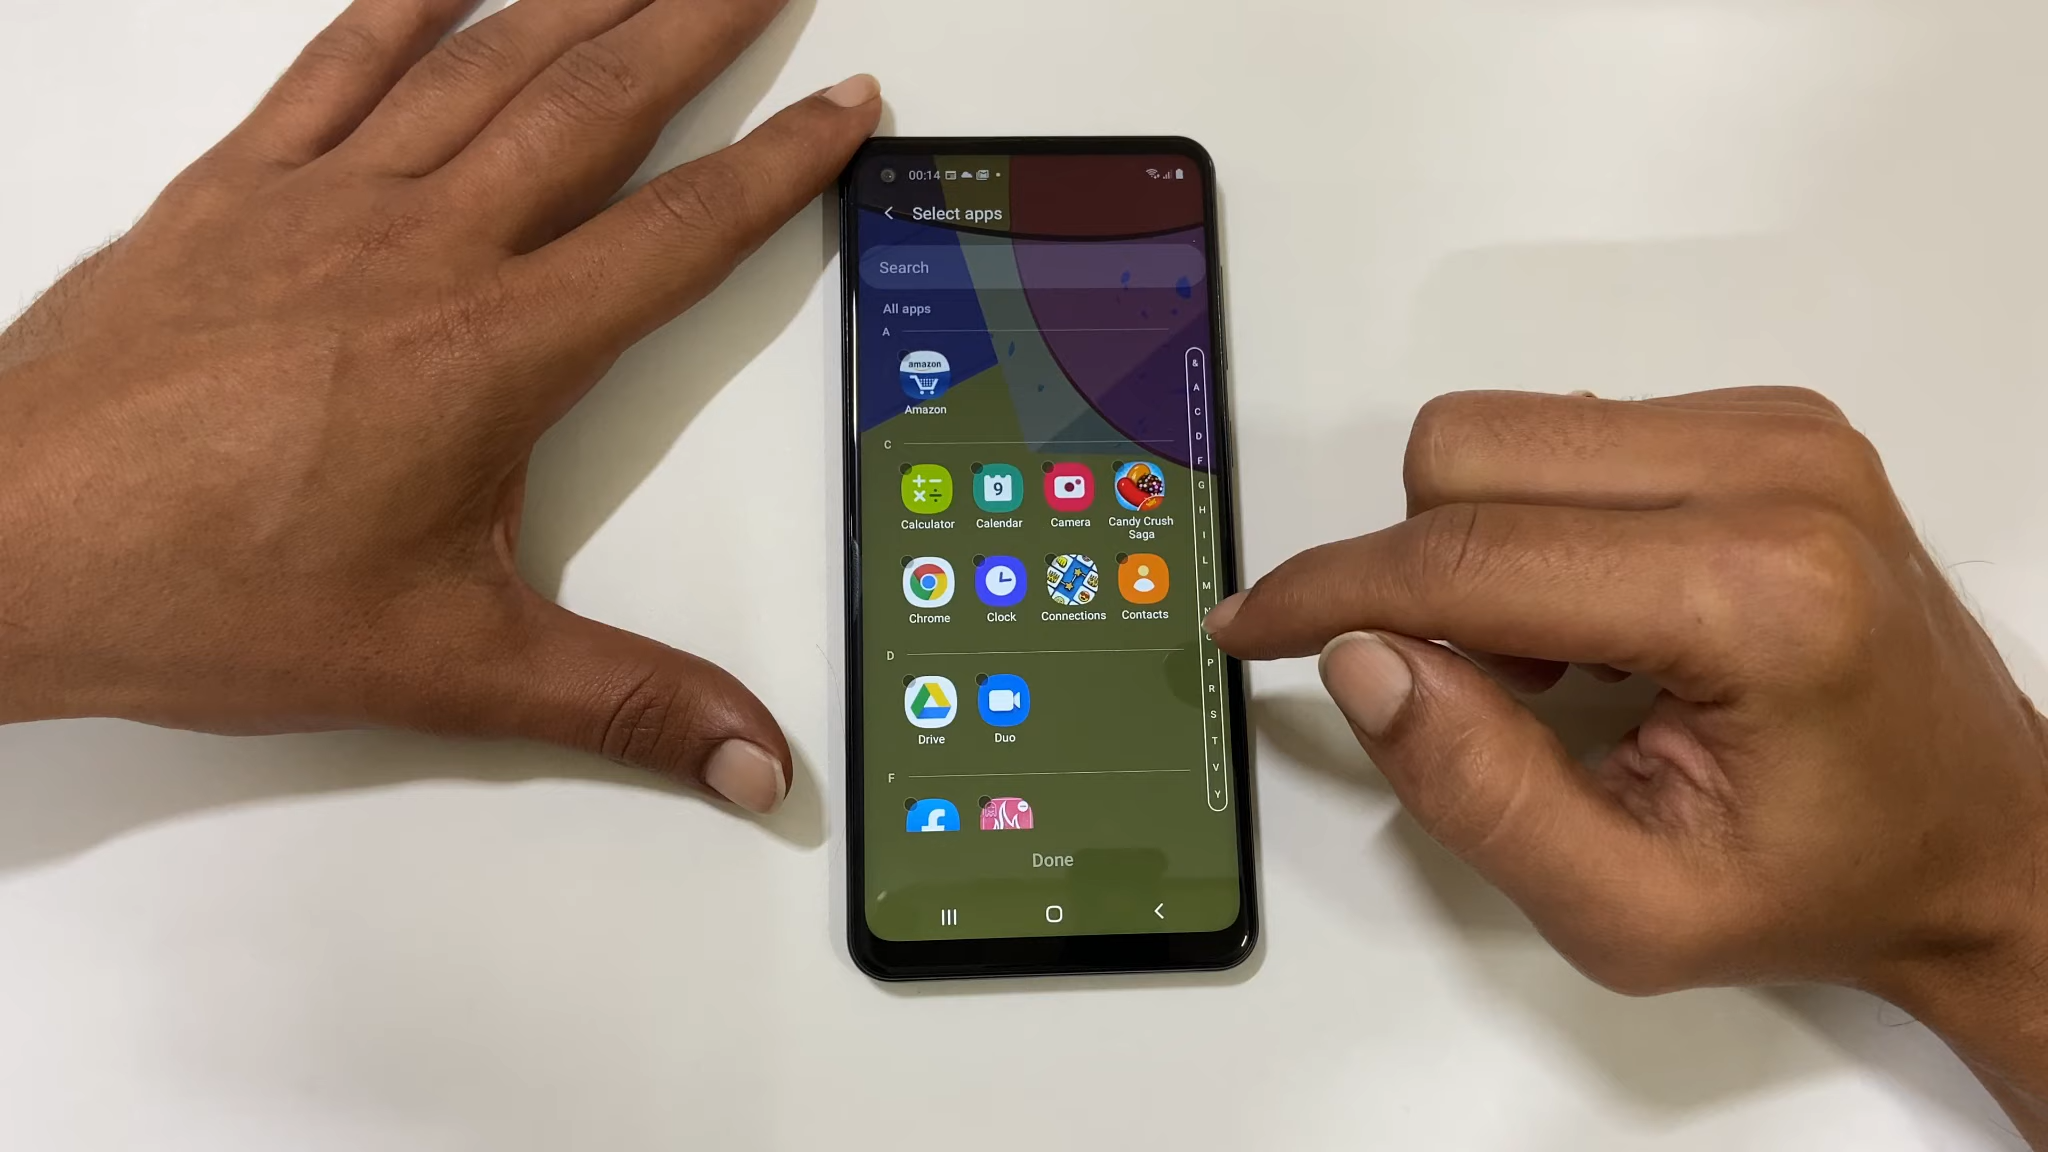 00:14
Select apps
Search
All apps
A
amazon
Amazon
C
9
Calculator
Calendar
Camera
Candy Crush
Saga
Chrome
Clock
Connections
Contacts
D
Drive
Duo
F
Done
&
A
C
D
F
G
H
I
L
M
N
P
R
S
T
V
Y